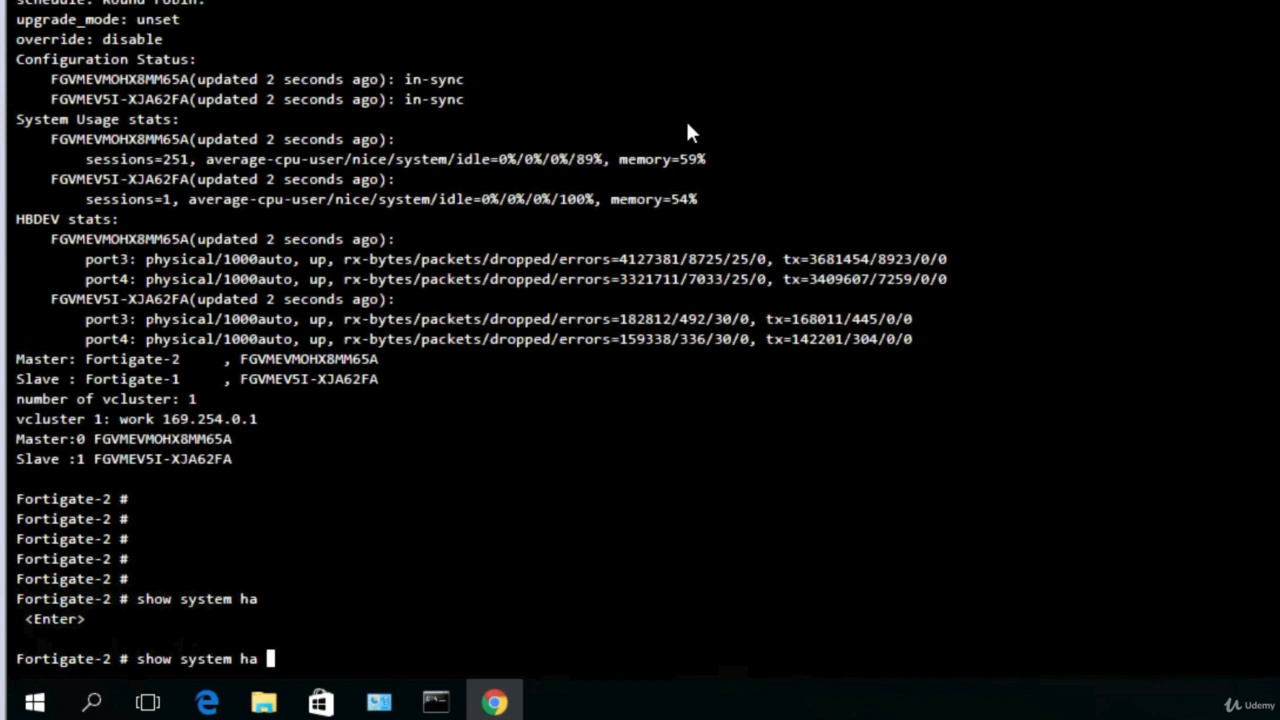 schedule: Round robin.
upgrade_mode: unset
override: disable
Configuration Status:
FGVMEVMOHX8MM65A(updated 2 seconds ago): in-sync
FGVMEV5I-XJA62FA(updated 2 seconds ago): in-sync
System Usage stats:
FGVMEVMOHX8MM65A(updated 2 seconds ago):
sessions=251, average-cpu-user/nice/system/idle=0%/0%/0%/89%, memory=59%
FGVMEV5I-XJA62FA(updated 2 seconds ago):
sessions=1, average-cpu-user/nice/system/idle=0%/0%/0%/100%, memory=54%
HBDEV stats:
FGVMEVMOHX8MM65A(updated 2 seconds ago):
port3: physical/1000auto, up, rx-bytes/packets/dropped/errors=4127381/8725/25/0, tx=3681454/8923/0/0
port4: physical/1000auto, up, rx-bytes/packets/dropped/errors=3321711/7033/25/0, tx=3409607/7259/0/0
FGVMEV5I-XJA62FA(updated 2 seconds ago):
port3: physical/1000auto, up, rx-bytes/packets/dropped/errors=182812/492/30/0, tx=168011/445/0/0
port4: physical/1000auto, up, rx-bytes/packets/dropped/errors=159338/336/30/0, tx=142201/304/0/0
Master: Fortigate-2 , FGVMEVMOHX8MM65A
Slave : Fortigate-1 , FGVMEV5I-XJA62FA
number of vcluster: 1
vcluster 1: work 169.254.0.1
Master:0 FGVMEVMOHX8MM65A
Slave :1 FGVMEV5I-XJA62FA
Fortigate-2 #
Fortigate-2 #
Fortigate-2 #
Fortigate-2 #
Fortigate-2 #
Fortigate-2 # show system ha
<Enter>
Fortigate-2 # show system ha
Udemy